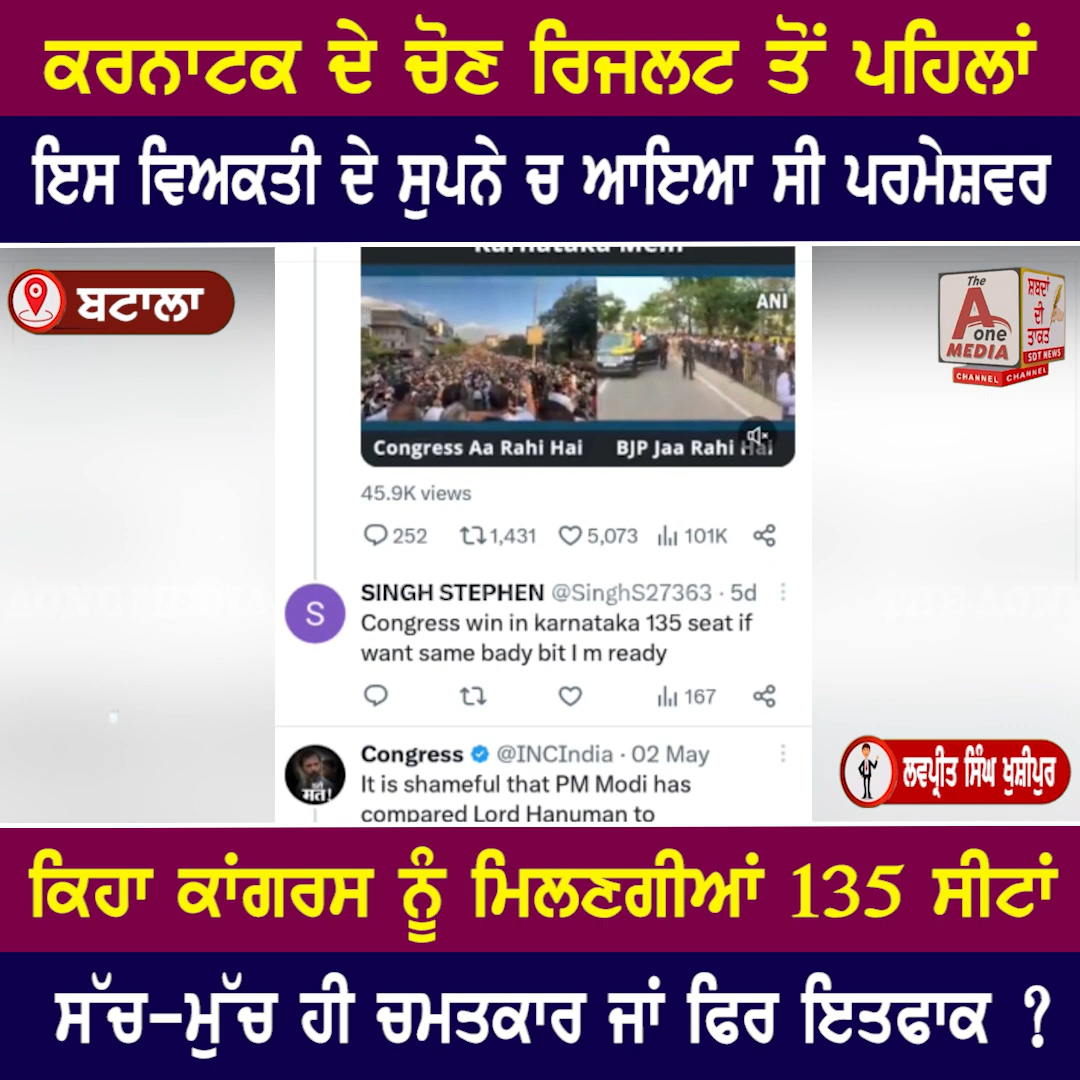 ਕਰਨਾਟਕ ਦੇ ਚੋਣ ਰਿਜਲਟ ਤੋਂ ਪਹਿਲਾਂ
ਇਸ ਵਿਅਕਤੀ ਦੇ ਸੁਪਨੇ ਚ ਆਇਆ ਸੀ ਪਰਮੇਸ਼ਵਰ
ਬਟਾਲਾ
The
A one
MEDIA
CHANNEL
ਸ਼ਬਦਾਂ
ਦੀ
ਤਾਕਤ
SDT NEWS
CHANNEL
ANI
Congress Aa Rahi Hai
BJP Jaa Rahi Hai
45.9K views
252 1,431 5,073 101K
SINGH STEPHEN @SinghS27363 · 5d
Congress win in karnataka 135 seat if
want same bady bit I m ready
167
Congress @INCIndia · 02 May
It is shameful that PM Modi has
compared Lord Hanuman to
मत!
S
ਲਵਪ੍ਰੀਤ ਸਿੰਘ ਖੁਸ਼ੀਪੁਰ
ਕਿਹਾ ਕਾਂਗਰਸ ਨੂੰ ਮਿਲਣਗੀਆਂ 135 ਸੀਟਾਂ
ਸੱਚ-ਮੁੱਚ ਹੀ ਚਮਤਕਾਰ ਜਾਂ ਫਿਰ ਇਤਫਾਕ ?